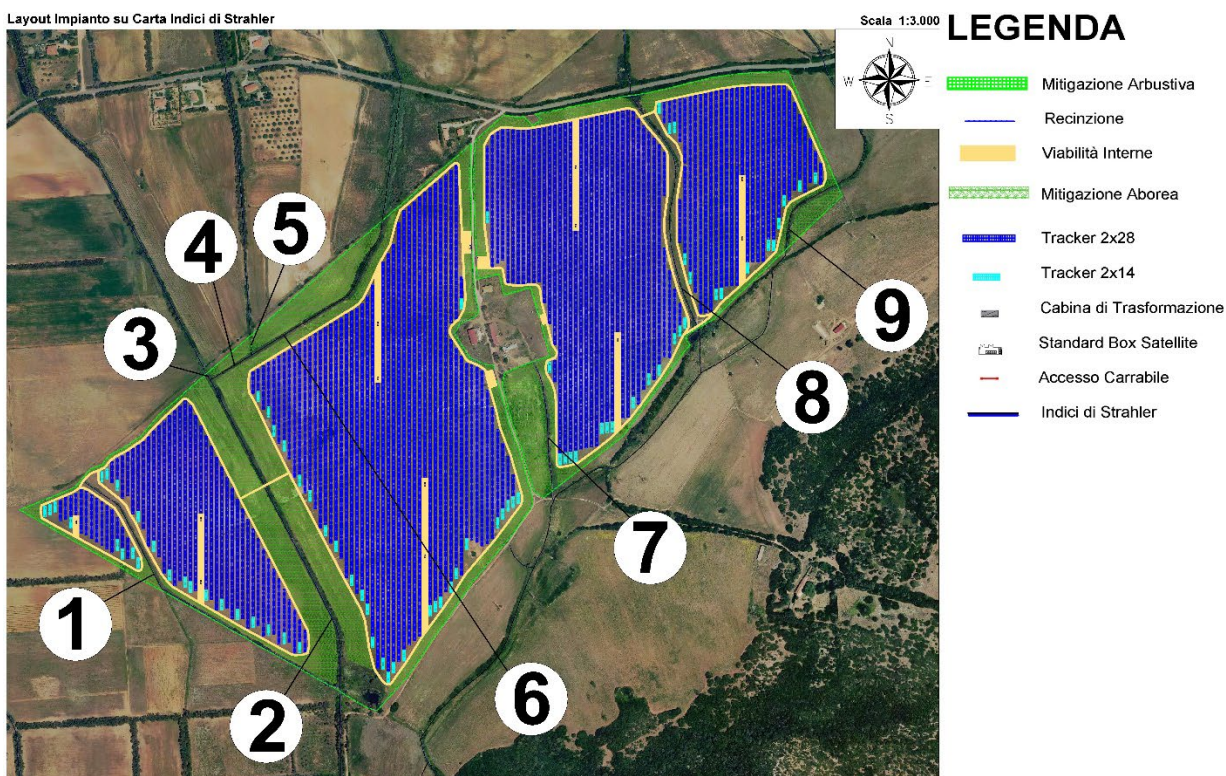 Layout Impianto su Carta Indici di Strahler
Scala 1:3.000
LEGENDA
N
W E
S
Mitigazione Arbustiva
Recinzione
Viabilità Interne
Mitigazione Aborea
Tracker 2x28
Tracker 2x14
Cabina di Trasformazione
Standard Box Satellite
Accesso Carrabile
Indici di Strahler
5
4
3
9
8
7
1
6
2